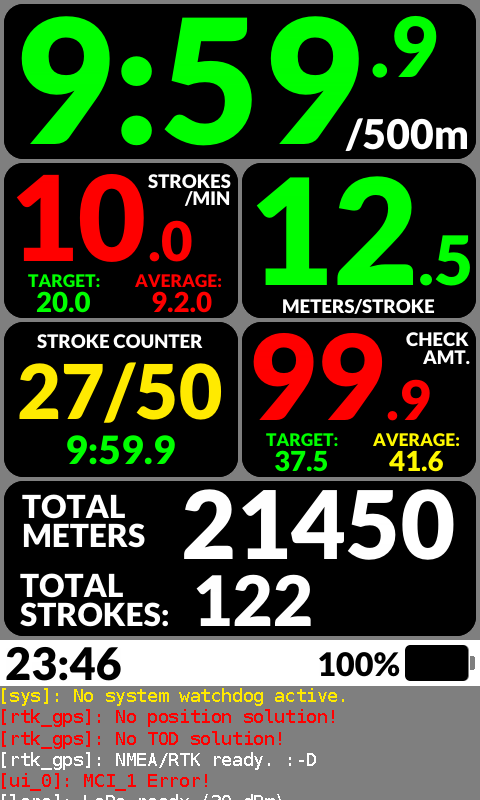 9:59.9
/500m
10.0
STROKES
/MIN
TARGET:
20.0
AVERAGE:
9.2.0
12.5
METERS/STROKE
STROKE COUNTER
27/50
9:59.9
99.9
CHECK
AMT.
TARGET:
37.5
AVERAGE:
41.6
TOTAL
METERS
21450
TOTAL
STROKES:
122
23:46
100%
[sys]: No system watchdog active.
[rtk_gps]: No position solution!
[rtk_gps]: No TOD solution!
[rtk_gps]: NMEA/RTK ready. :-D
[ui_0]: MCI_1 Error!